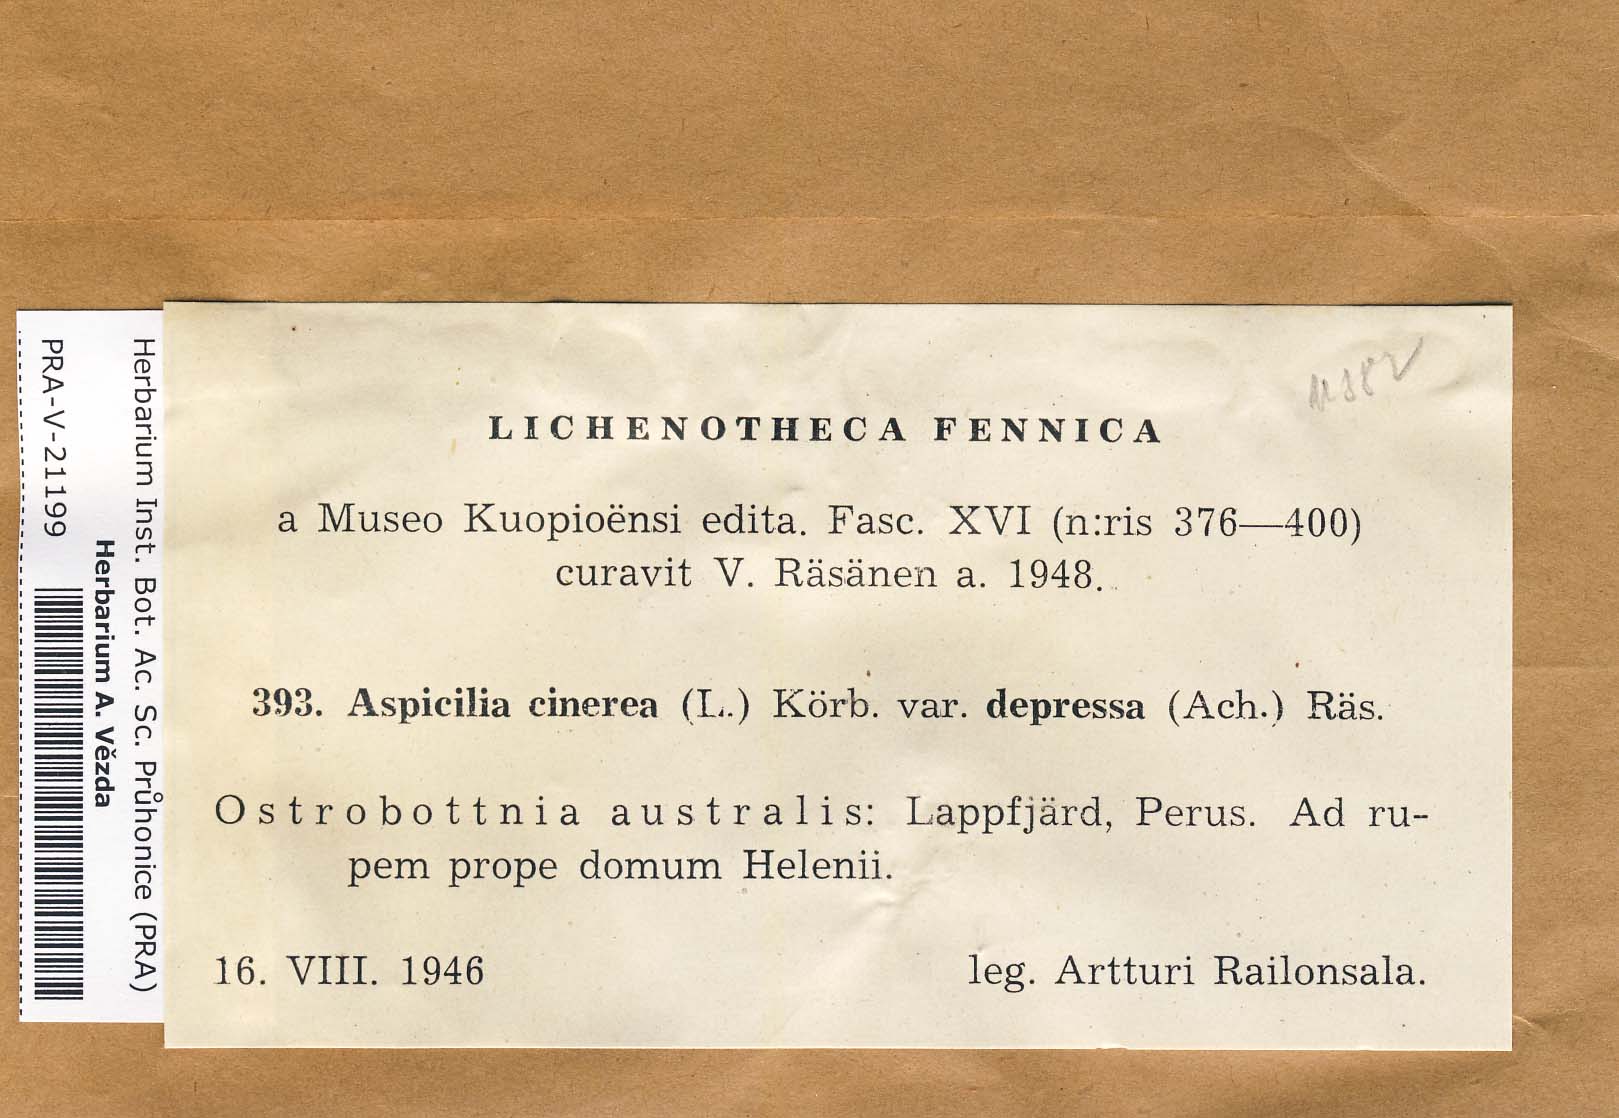 LICHENOTHECA FENNICA
a Museo Kuopioënsi edita. Fasc. XVI (n:ris 376—400)
curavit V. Räsänen a. 1948.
393. Aspicilia cinerea (L.) Körb. var. depressa (Ach.) Räs.
Ostrobottnia australis: Lappfjärd, Perus. Ad ru-
pem prope domum Helenii.
16. VIII. 1946 leg. Artturi Railonsala.
Herbarium Inst. Bot. Ac. Sc. Průhonice (PRA)
Herbarium A. Vězda
PRA-V-21199